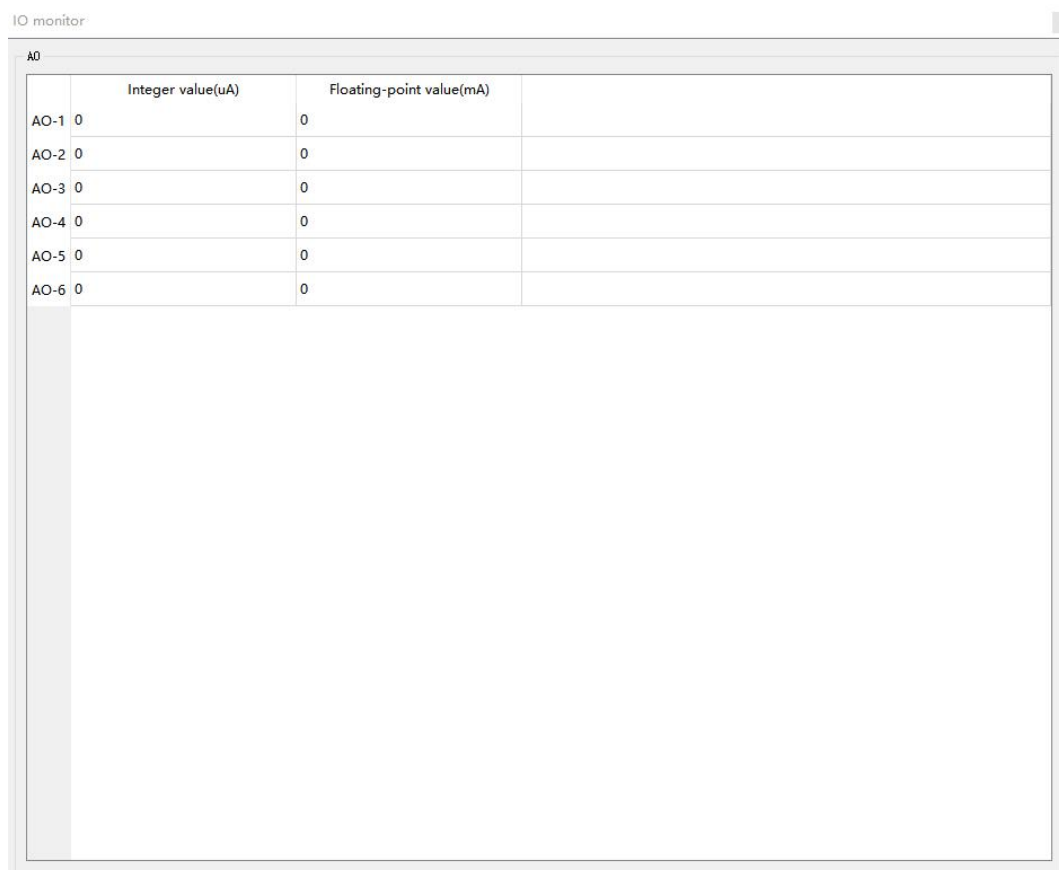 IO monitor
AO
Integer value(uA) Floating-point value(mA)
AO-1 0 0
AO-2 0 0
AO-3 0 0
AO-4 0 0
AO-5 0 0
AO-6 0 0